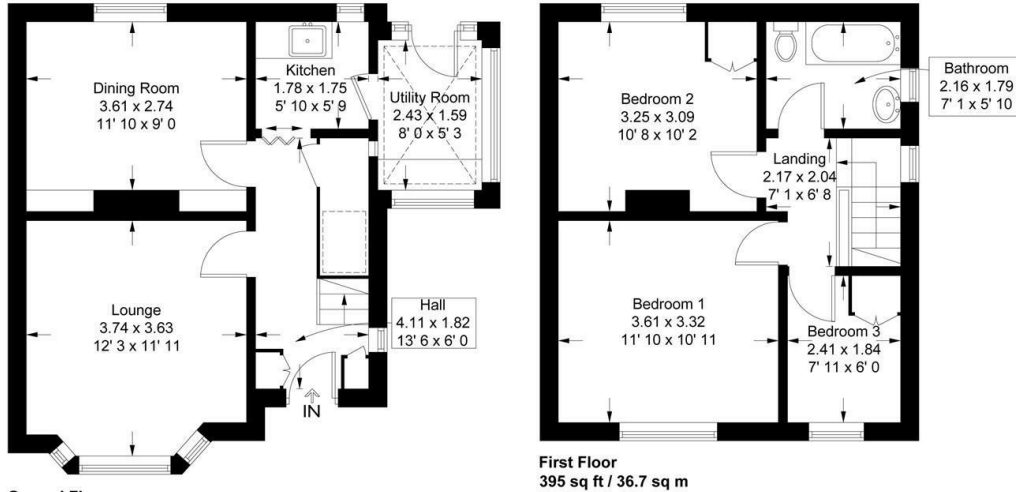 Dining Room
3.61 x 2.74
11' 10 x 9' 0
Kitchen
1.78 x 1.75
5' 10 x 5' 9
Utility Room
2.43 x 1.59
8' 0 x 5' 3
Lounge
3.74 x 3.63
12' 3 x 11' 11
Hall
4.11 x 1.82
13' 6 x 6' 0
IN
Bedroom 2
3.25 x 3.09
10' 8 x 10' 2
Bathroom
2.16 x 1.79
7' 1 x 5' 10
Landing
2.17 x 2.04
7' 1 x 6' 8
Bedroom 1
3.61 x 3.32
11' 10 x 10' 11
Bedroom 3
2.41 x 1.84
7' 11 x 6' 0
First Floor
395 sq ft / 36.7 sq m